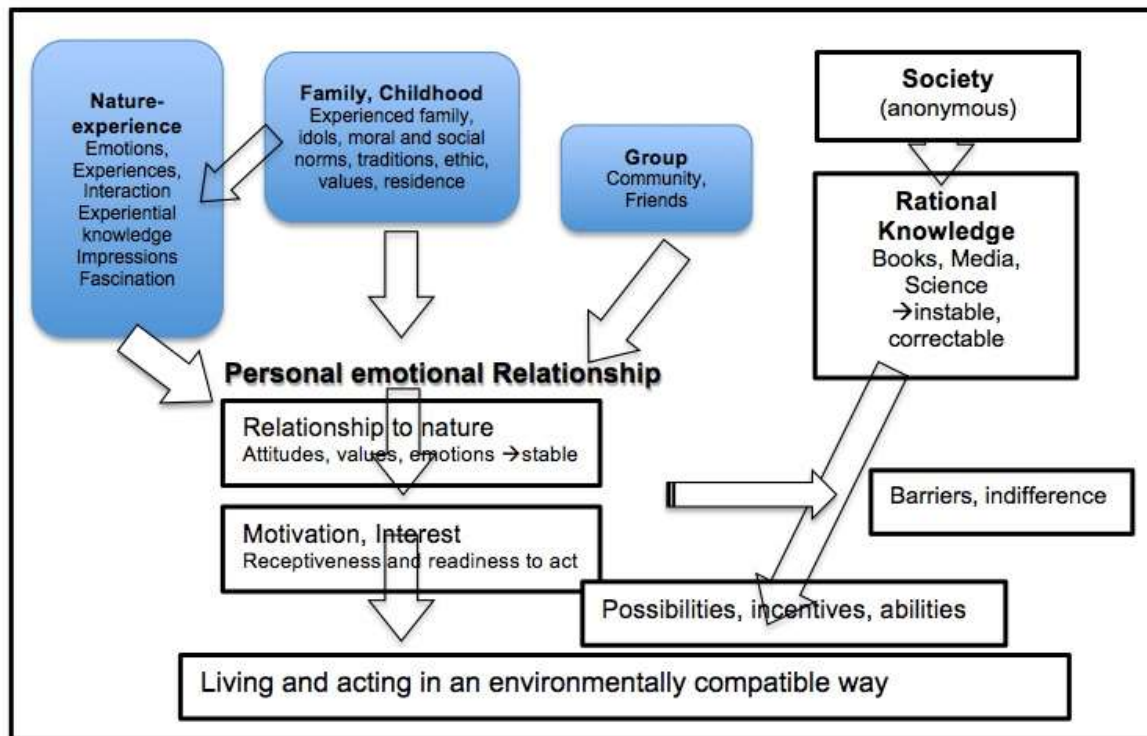 Nature-
experience
Emotions,
Experiences,
Interaction
Experiential
knowledge
Impressions
Fascination
Family, Childhood
Experienced family,
idols, moral and social
norms, traditions, ethic,
values, residence
Group
Community,
Friends
Society
(anonymous)
Rational
Knowledge
Books, Media,
Science
→instable,
correctable
Personal emotional Relationship
Relationship to nature
Attitudes, values, emotions →stable
Motivation, Interest
Receptiveness and readiness to act
Barriers, indifference
Possibilities, incentives, abilities
Living and acting in an environmentally compatible way